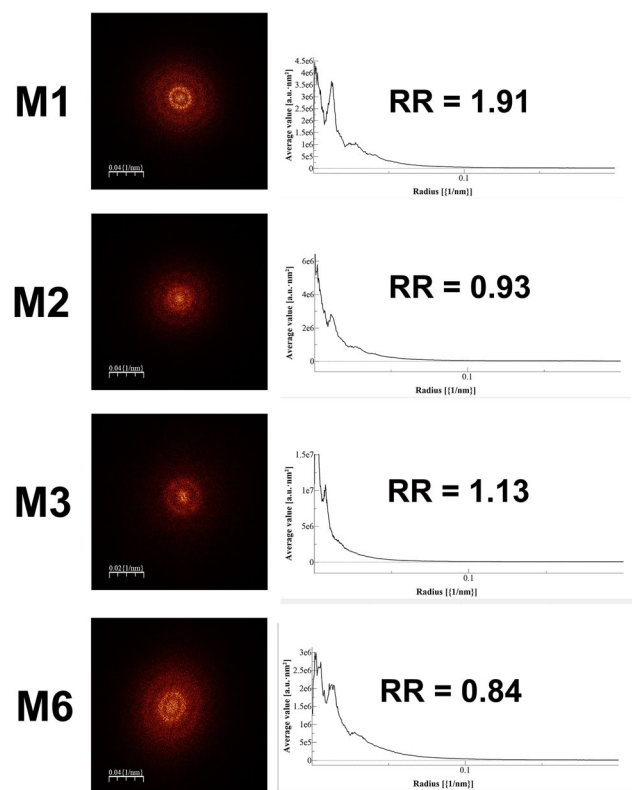 M1
0.04{1/nm}
Average value [a.u.·nm²]
4.5e6
3.5e6
3e6
2.5e6
2e6
1.5e6
1e6
5e5
0
0.1
Radius [{1/nm}]
RR = 1.91
M2
0.04{1/nm}
Average value [a.u.·nm²]
6e6
4e6
2e6
0
0.1
Radius [{1/nm}]
RR = 0.93
M3
0.02{1/nm}
Average value [a.u.·nm²]
1.5e7
1e7
5e6
0
0.1
Radius [{1/nm}]
RR = 1.13
M6
0.04{1/nm}
Average value [a.u.·nm²]
3e6
2.5e6
2e6
1.5e6
1e6
5e5
0
0.1
Radius [{1/nm}]
RR = 0.84